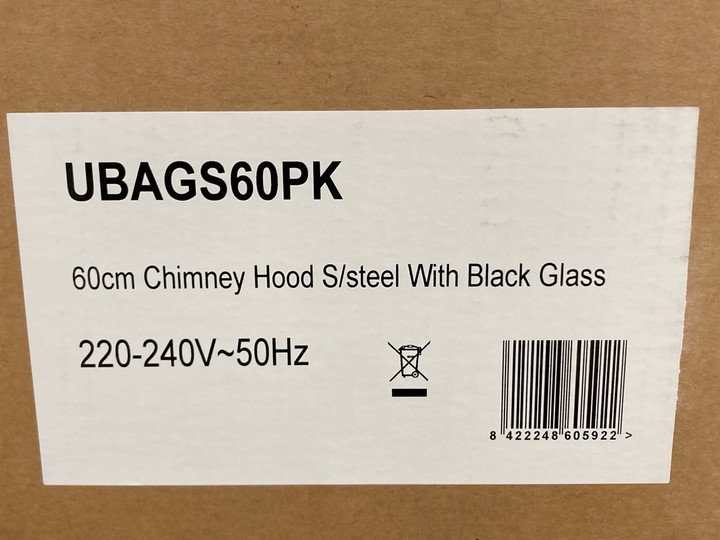 UBAGS60PK
60cm Chimney Hood S/steel With Black Glass
220-240V~50Hz
8 422248 605922 >